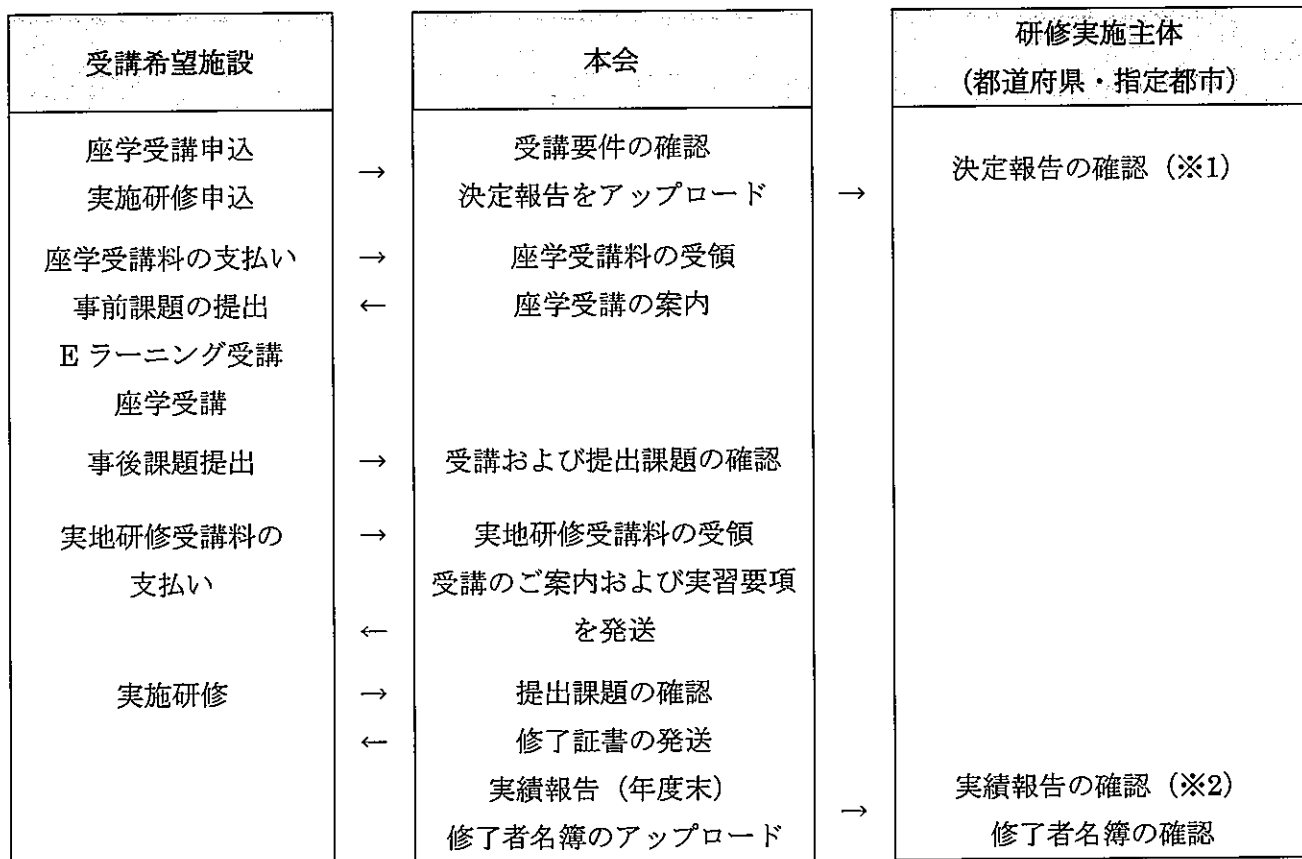 受講希望施設
本会
研修実施主体
(都道府県・指定都市)
座学受講申込
実施研修申込
→
受講要件の確認
決定報告をアップロード
→
決定報告の確認（※1）
座学受講料の支払い
→
座学受講料の受領
事前課題の提出
←
座学受講の案内
Eラーニング受講
座学受講
事後課題提出
→
受講および提出課題の確認
実地研修受講料の
支払い
→
実地研修受講料の受領
受講のご案内および実習要項
←
を発送
実施研修
→
提出課題の確認
←
修了証書の発送
実績報告（年度末）
修了者名簿のアップロード
→
実績報告の確認（※2）
修了者名簿の確認